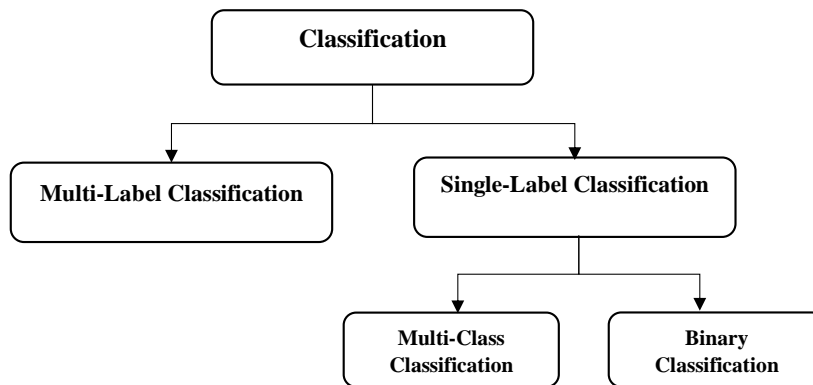 Classification
Multi-Label Classification
Single-Label Classification
Multi-Class
Classification
Binary
Classification